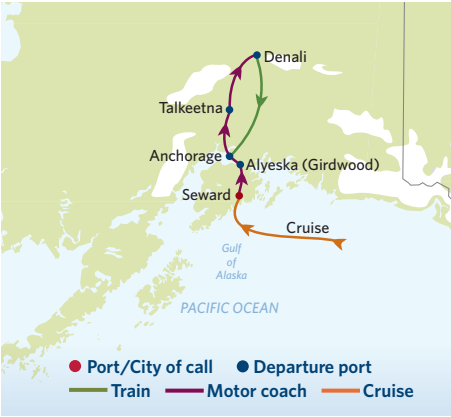 Denali
Talkeetna
Anchorage
Alyeska (Girdwood)
Seward
Cruise
Gulf
of
Alaska
PACIFIC OCEAN
Port/City of call
Departure port
Train
Motor coach
Cruise